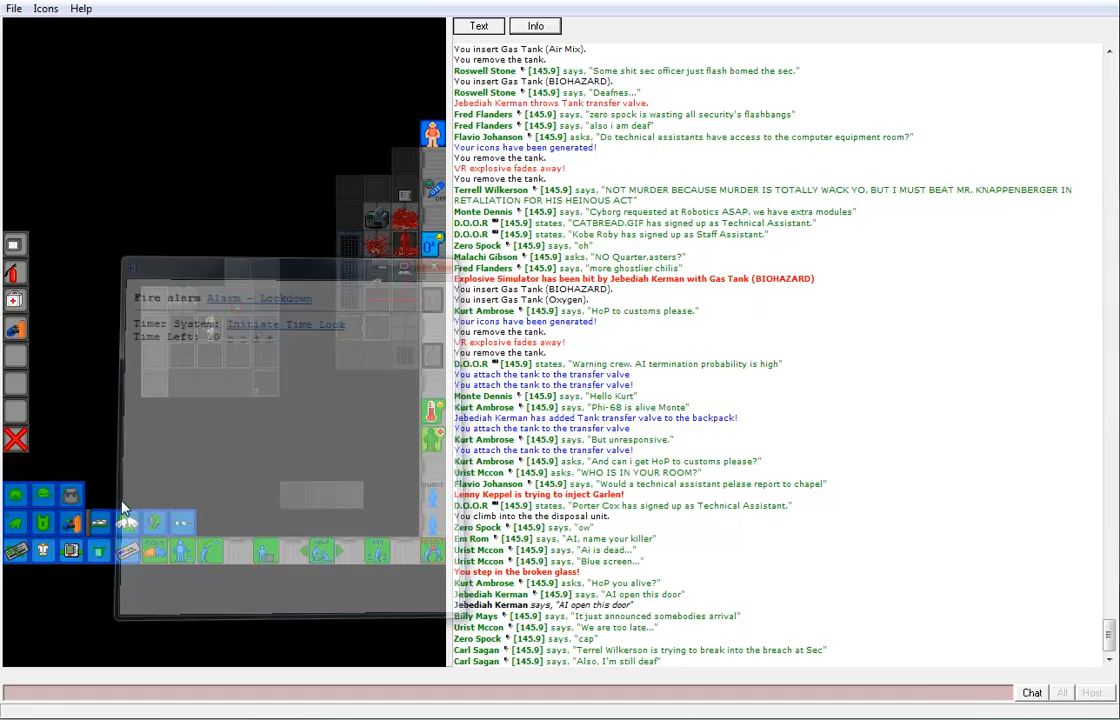 File Icons Help
Text Info
You insert Gas Tank (Air Mix).
You remove the tank.
Roswell Stone [145.9] says, "Some shit sec officer just flash bomed the sec."
You insert Gas Tank (BIOHAZARD).
Roswell Stone [145.9] says, "Deafnes..."
Jebediah Kerman throws Tank transfer valve.
Fred Flanders [145.9] says, "zero spock is wasting all security's flashbangs"
Fred Flanders [145.9] says, "also i am deaf"
Flavio Johanson [145.9] asks, "Do technical assistants have access to the computer equipment room?"
Your icons have been generated!
You remove the tank.
VR explosive fades away!
You remove the tank.
Terrell Wilkerson [145.9] says, "NOT MURDER BECAUSE MURDER IS TOTALLY WACK YO, BUT I MUST BEAT MR. KNAPPENBERGER IN
RETALIATION FOR HIS HEINOUS ACT"
Monte Dennis [145.9] says, "Cyborg requested at Robotics ASAP, we have extra modules"
D.O.O.R [145.9] states, "CATBREAD.GIF has signed up as Technical Assistant."
D.O.O.R [145.9] states, "Kobe Roby has signed up as Staff Assistant."
Zero Spock [145.9] says, "oh"
Malachi Gibson [145.9] asks, "NO Quarter,asters?"
Fred Flanders [145.9] says, "more ghostlier chilis"
Explosive Simulator has been hit by Jebediah Kerman with Gas Tank (BIOHAZARD)
You insert Gas Tank (BIOHAZARD).
You insert Gas Tank (Oxygen).
Kurt Ambrose [145.9] says, "HoP to customs please."
Your icons have been generated!
You remove the tank.
VR explosive fades away!
You remove the tank.
D.O.O.R [145.9] states, "Warning crew. AI termination probability is high"
You attach the tank to the transfer valve
You attach the tank to the transfer valve!
Monte Dennis [145.9] says, "Hello Kurt"
Kurt Ambrose [145.9] says, "Phi-68 is alive Monte"
Jebediah Kerman has added Tank transfer valve to the backpack!
You attach the tank to the transfer valve
Kurt Ambrose [145.9] says, "But unresponsive."
You attach the tank to the transfer valve!
Kurt Ambrose [145.9] asks, "And can i get HoP to customs please?"
Urist Mccon [145.9] asks, "WHO IS IN YOUR ROOM?"
Flavio Johanson [145.9] says, "Would a technical assistant pelase report to chapel"
Lenny Keppel is trying to inject Garlen!
D.O.O.R [145.9] states, "Porter Cox has signed up as Technical Assistant."
You climb into the the disposal unit.
Zero Spock [145.9] says, "ow"
Em Rom [145.9] says, "AI, name your killer"
Urist Mccon [145.9] says, "Ai is dead..."
Urist Mccon [145.9] says, "Blue screen..."
You step in the broken glass!
Kurt Ambrose [145.9] asks, "HoP you alive?"
Jebediah Kerman [145.9] says, "AI open this door"
Jebediah Kerman says, "AI open this door"
Billy Mays [145.9] says, "It just announced somebodies arrival"
Urist Mccon [145.9] says, "We are too late..."
Zero Spock [145.9] says, "cap"
Carl Sagan [145.9] says, "Terrel Wilkerson is trying to break into the breach at Sec"
Carl Sagan [145.9] says, "Also, I'm still deaf"
Fire alarm Alarm - Lockdown
Timer System: Initiate Time Lock
Time Left: - - + +
OFF
HELP
Chat Alt Host...